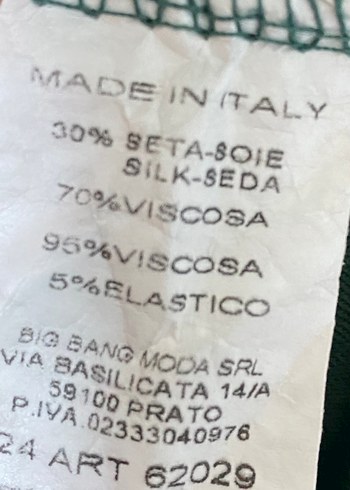 MADE IN ITALY
30% SETA-SOIE
SILK-SEDA
70%VISCOSA
95%VISCOSA
5%ELASTICO
BIG BANG MODA SRL
VIA BASILICATA 14/A
59100 PRATO
P.IVA.02333040976
24 ART 62029